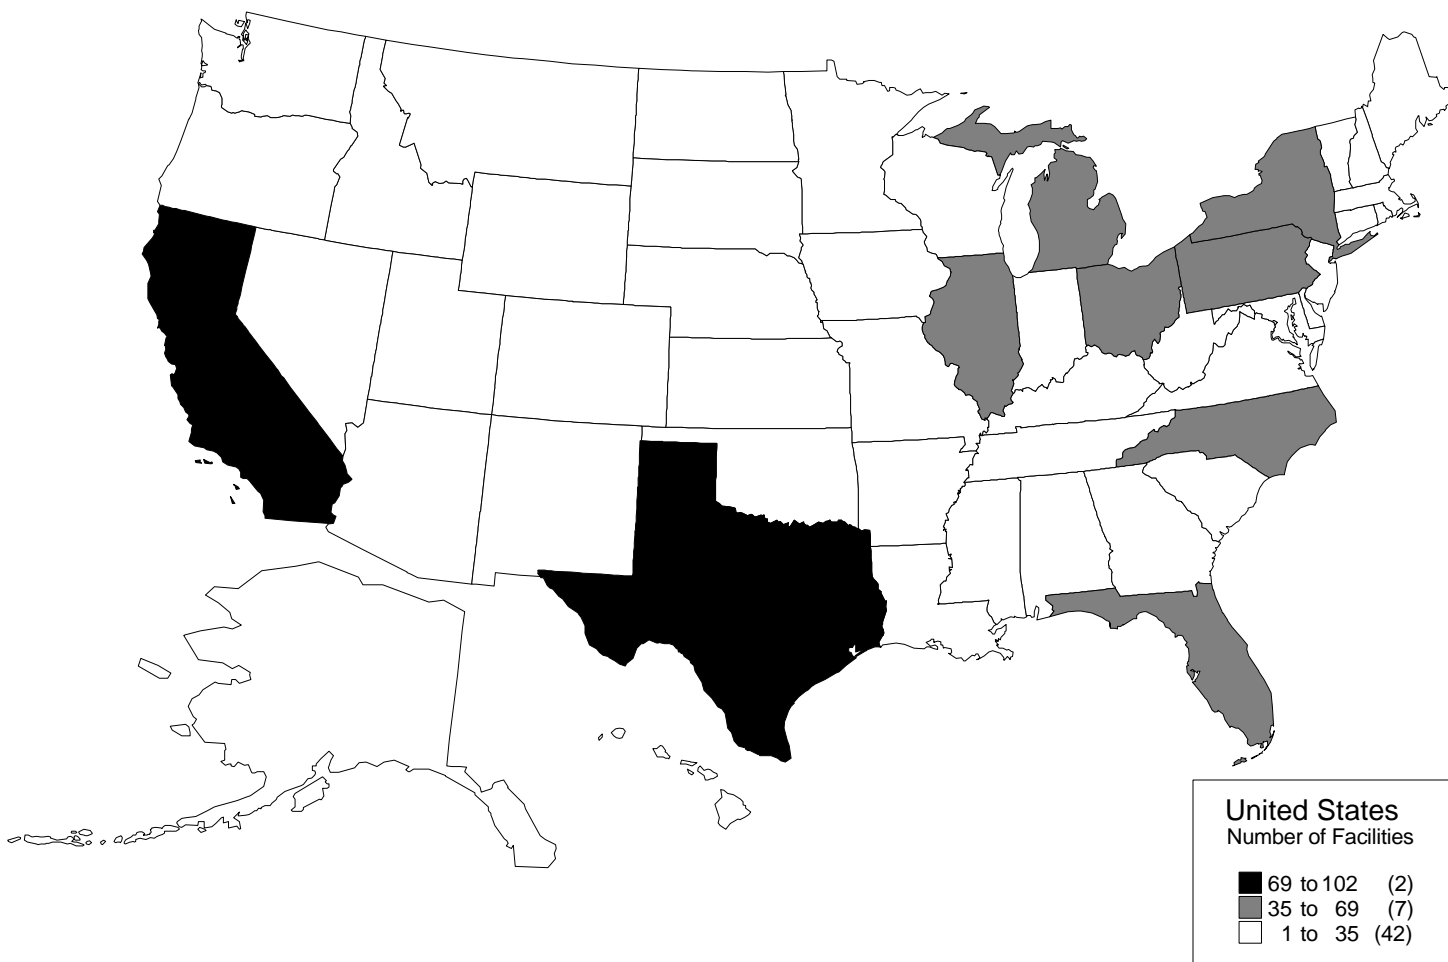 United States
Number of Facilities
69 to 102 (2)
35 to 69 (7)
1 to 35 (42)